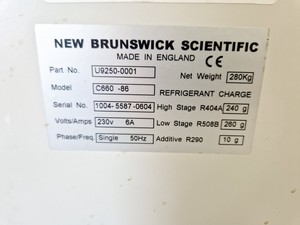 NEW BRUNSWICK SCIENTIFIC
MADE IN ENGLAND CE
Part No. U9250-0001 Net Weight 280Kg
Model C660 -86 REFRIGERANT CHARGE
Serial No. 1004- 5587 -0604 High Stage R404A 240 g
Volts/Amps 230v 6A Low Stage R508B 260 g
Phase/Freq. Single 50Hz Additive R290 10 g